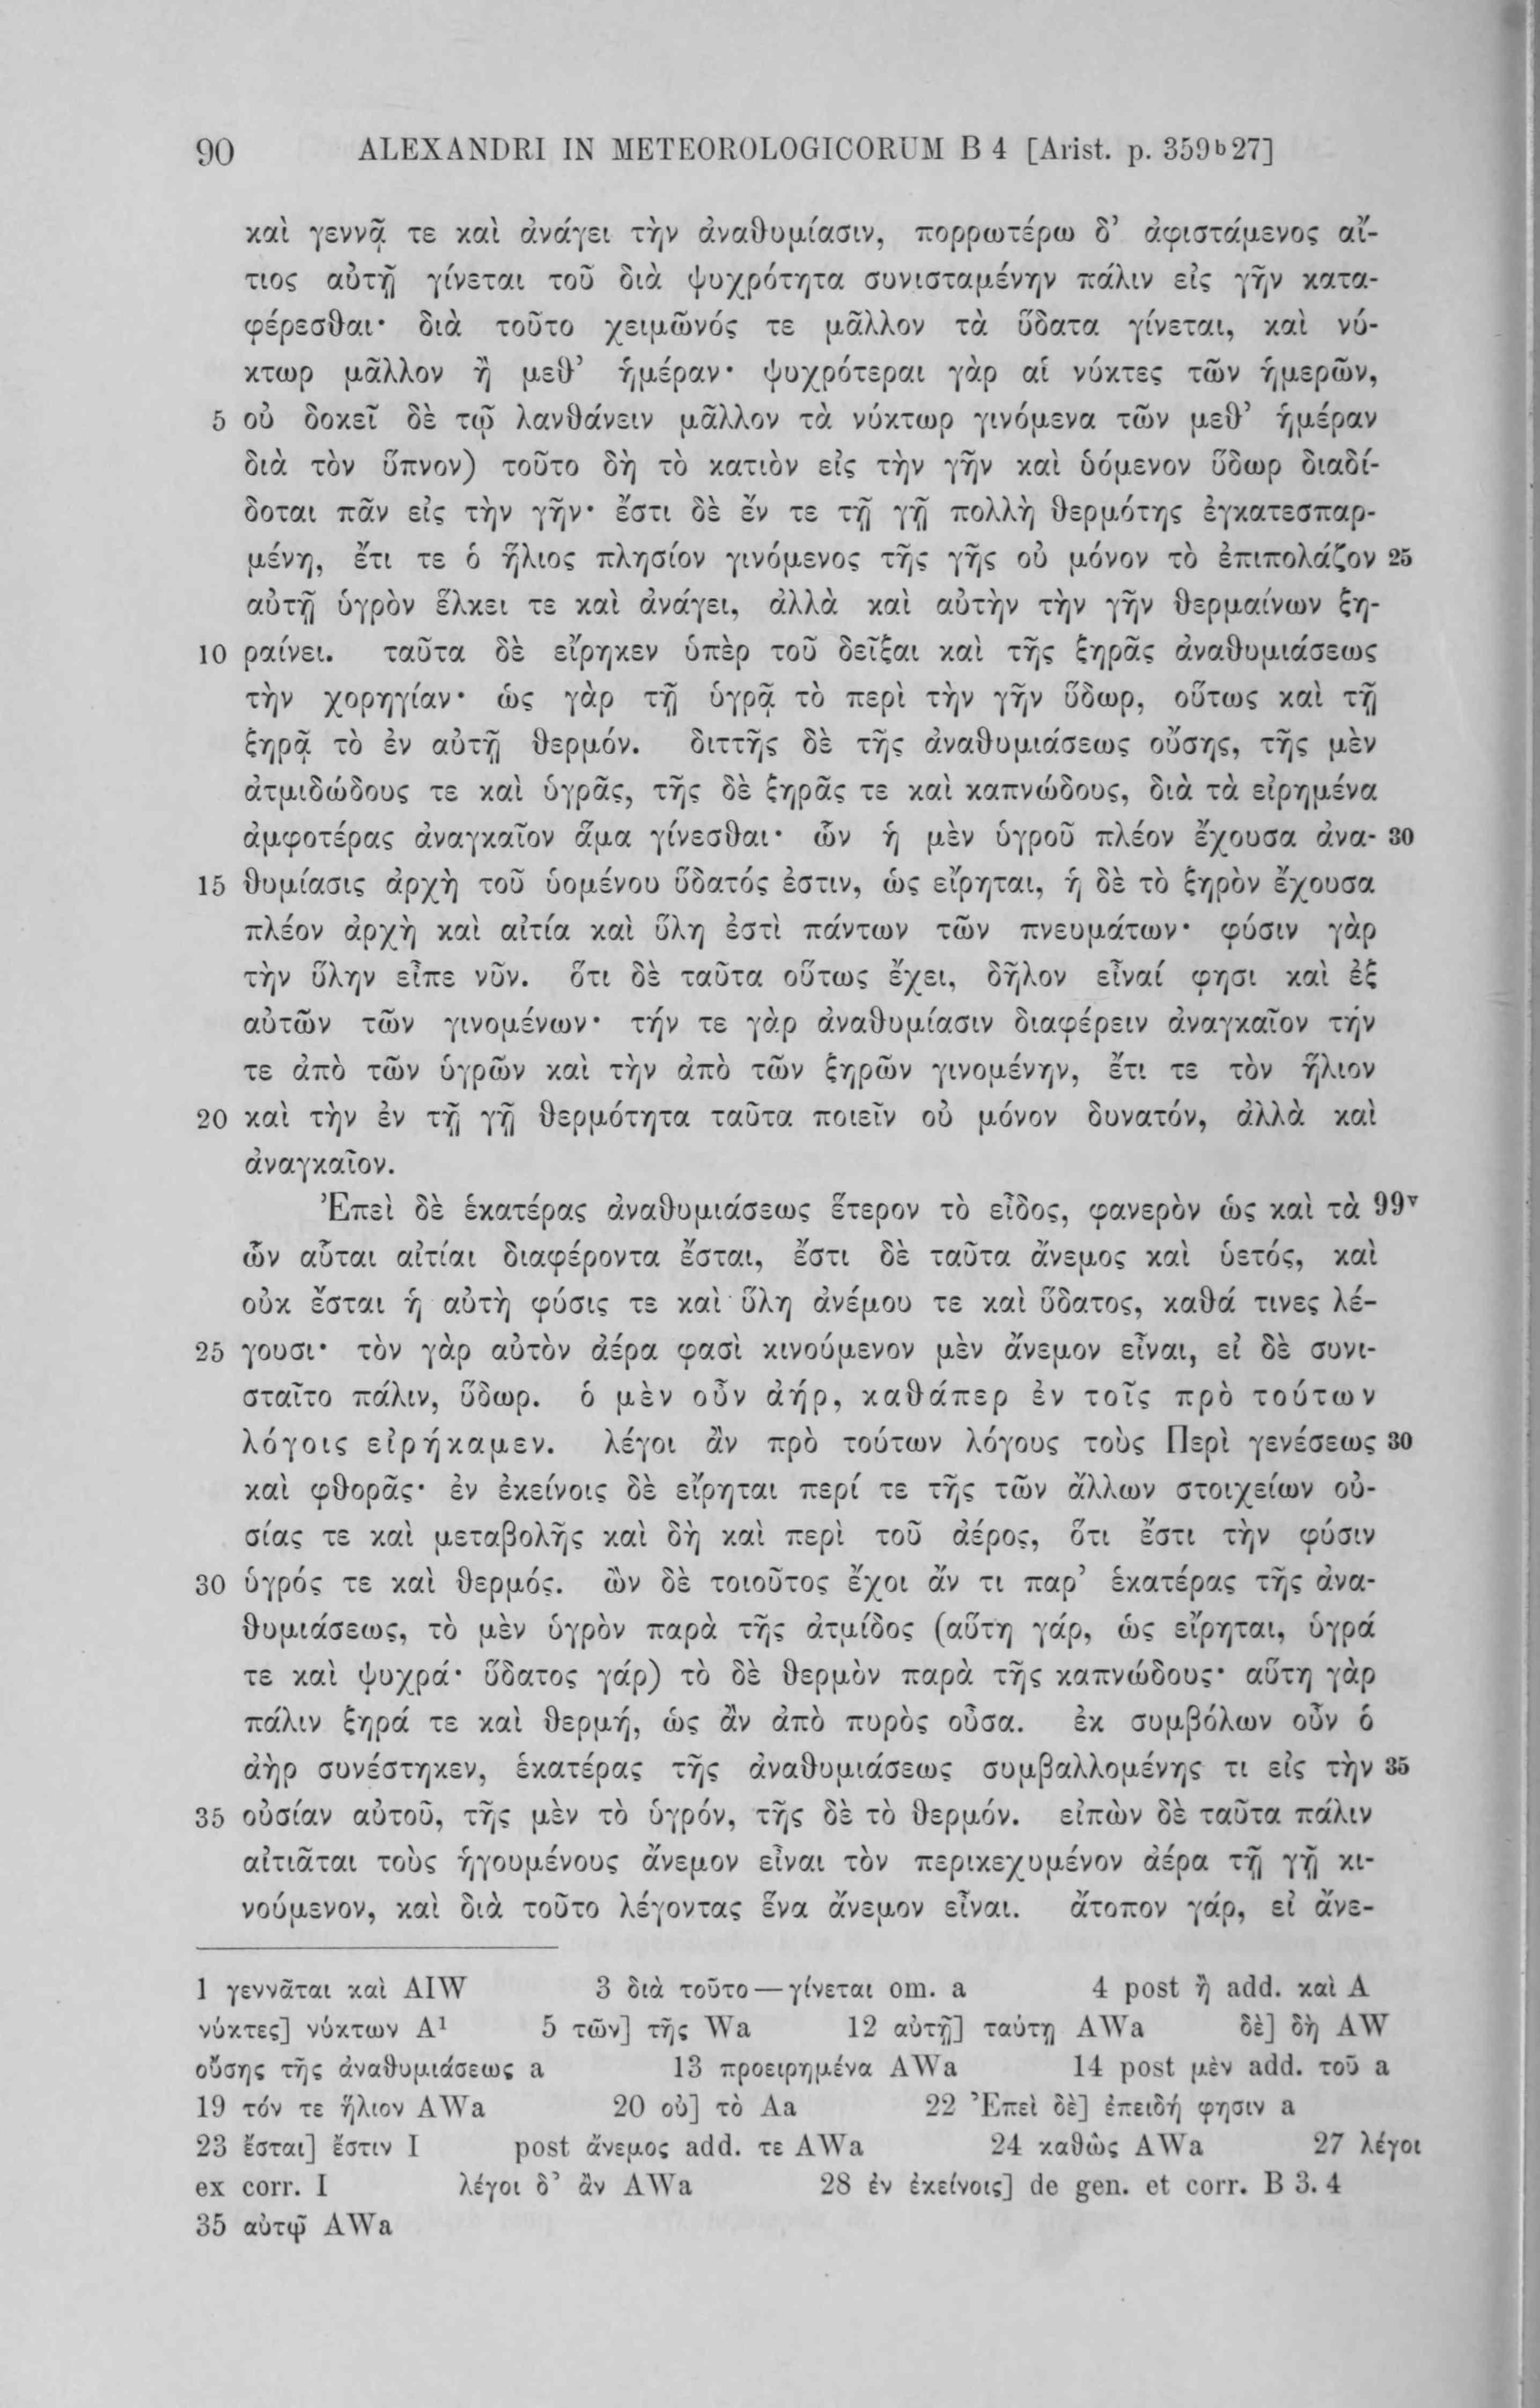 90 ALEXANDRI IN METEOROLOGICORUM B 4 [Arist. p. 359b27]
καὶ γεννᾷ τε καὶ ἀνάγει τὴν ἀναθυμίασιν, πορρωτέρω δ’ ἀφιστάμενος αἴ-
τιος αὐτῇ γίνεται τοῦ διὰ ψυχρότητα συνισταμένην πάλιν εἰς γῆν κατα-
φέρεσθαι· διὰ τοῦτο χειμῶνός τε μᾶλλον τὰ ὕδατα γίνεται, καὶ νύ-
κτωρ μᾶλλον ἢ μεθ’ ἡμέραν· ψυχρότεραι γὰρ αἱ νύκτες τῶν ἡμερῶν,
5 οὐ δοκεῖ δὲ τῷ λανθάνειν μᾶλλον τὰ νύκτωρ γινόμενα τῶν μεθ’ ἡμέραν
διὰ τὸν ὕπνον) τοῦτο δὴ τὸ κατιὸν εἰς τὴν γῆν καὶ ὑόμενον ὕδωρ διαδί-
δοται πᾶν εἰς τὴν γῆν· ἔστι δὲ ἔν τε τῇ γῇ πολλὴ θερμότης ἐγκατεσπαρ-
μένη, ἔτι τε ὁ ἥλιος πλησίον γινόμενος τῆς γῆς οὐ μόνον τὸ ἐπιπολάζον 25
αὐτῇ ὑγρὸν ἕλκει τε καὶ ἀνάγει, ἀλλὰ καὶ αὐτὴν τὴν γῆν θερμαίνων ξη-
10 ραίνει. ταῦτα δὲ εἴρηκεν ὑπὲρ τοῦ δεῖξαι καὶ τῆς ξηρᾶς ἀναθυμιάσεως
τὴν χορηγίαν· ὡς γὰρ τῇ ὑγρᾷ τὸ περὶ τὴν γῆν ὕδωρ, οὕτως καὶ τῇ
ξηρᾷ τὸ ἐν αὐτῇ θερμόν. διττῆς δὲ τῆς ἀναθυμιάσεως οὔσης, τῆς μὲν
ἀτμιδώδους τε καὶ ὑγρᾶς, τῆς δὲ ξηρᾶς τε καὶ καπνώδους, διὰ τὰ εἰρημένα
ἀμφοτέρας ἀναγκαῖον ἅμα γίνεσθαι· ὧν ἡ μὲν ὑγροῦ πλέον ἔχουσα ἀνα- 30
15 θυμίασις ἀρχὴ τοῦ ὑομένου ὕδατός ἐστιν, ὡς εἴρηται, ἡ δὲ τὸ ξηρὸν ἔχουσα
πλέον ἀρχὴ καὶ αἰτία καὶ ὕλη ἐστὶ πάντων τῶν πνευμάτων· φύσιν γὰρ
τὴν ὕλην εἶπε νῦν. ὅτι δὲ ταῦτα οὕτως ἔχει, δῆλον εἶναί φησι καὶ ἐξ
αὐτῶν τῶν γινομένων· τήν τε γὰρ ἀναθυμίασιν διαφέρειν ἀναγκαῖον τήν
τε ἀπὸ τῶν ὑγρῶν καὶ τὴν ἀπὸ τῶν ξηρῶν γινομένην, ἔτι τε τὸν ἥλιον
20 καὶ τὴν ἐν τῇ γῇ θερμότητα ταῦτα ποιεῖν οὐ μόνον δυνατόν, ἀλλὰ καὶ
ἀναγκαῖον.
Ἐπεὶ δὲ ἑκατέρας ἀναθυμιάσεως ἕτερον τὸ εἶδος, φανερὸν ὡς καὶ τὰ 99v
ὧν αὗται αἰτίαι διαφέροντα ἔσται, ἔστι δὲ ταῦτα ἄνεμος καὶ ὑετός, καὶ
οὐκ ἔσται ἡ αὐτὴ φύσις τε καὶ ὕλη ἀνέμου τε καὶ ὕδατος, καθά τινες λέ-
25 γουσι· τὸν γὰρ αὐτὸν ἀέρα φασὶ κινούμενον μὲν ἄνεμον εἶναι, εἰ δὲ συνι-
σταῖτο πάλιν, ὕδωρ. ὁ μὲν οὖν ἀήρ, καθάπερ ἐν τοῖς πρὸ τούτων
λόγοις εἰρήκαμεν. λέγοι ἂν πρὸ τούτων λόγους τοὺς Περὶ γενέσεως 30
καὶ φθορᾶς· ἐν ἐκείνοις δὲ εἴρηται περί τε τῆς τῶν ἄλλων στοιχείων οὐ-
σίας τε καὶ μεταβολῆς καὶ δὴ καὶ περὶ τοῦ ἀέρος, ὅτι ἔστι τὴν φύσιν
30 ὑγρός τε καὶ θερμός. ὢν δὲ τοιοῦτος ἔχοι ἄν τι παρ’ ἑκατέρας τῆς ἀνα-
θυμιάσεως, τὸ μὲν ὑγρὸν παρὰ τῆς ἀτμίδος (αὕτη γάρ, ὡς εἴρηται, ὑγρά
τε καὶ ψυχρά· ὕδατος γάρ) τὸ δὲ θερμὸν παρὰ τῆς καπνώδους· αὕτη γὰρ
πάλιν ξηρά τε καὶ θερμή, ὡς ἂν ἀπὸ πυρὸς οὖσα. ἐκ συμβόλων οὖν ὁ
ἀὴρ συνέστηκεν, ἑκατέρας τῆς ἀναθυμιάσεως συμβαλλομένης τι εἰς τὴν 35
35 οὐσίαν αὐτοῦ, τῆς μὲν τὸ ὑγρόν, τῆς δὲ τὸ θερμόν. εἰπὼν δὲ ταῦτα πάλιν
αἰτιᾶται τοὺς ἡγουμένους ἄνεμον εἶναι τὸν περικεχυμένον ἀέρα τῇ γῇ κι-
νούμενον, καὶ διὰ τοῦτο λέγοντας ἕνα ἄνεμον εἶναι. ἄτοπον γάρ, εἰ ἄνε-
1 γεννᾶται καὶ AIW 3 διὰ τοῦτο — γίνεται om. a 4 post ἢ add. καὶ A
νύκτες] νύκτων A¹ 5 τῶν] τῆς Wa 12 αὐτῇ] ταύτῃ AWa δὲ] δὴ AW
οὔσης τῆς ἀναθυμιάσεως a 13 προειρημένα AWa 14 post μὲν add. τοῦ a
19 τόν τε ἥλιον AWa 20 οὐ] τὸ Aa 22 Ἐπεὶ δὲ] ἐπειδή φησιν a
23 ἔσται] ἔστιν I post ἄνεμος add. τε AWa 24 καθὼς AWa 27 λέγοι
ex corr. I λέγοι δ’ ἂν AWa 28 ἐν ἐκείνοις] de gen. et corr. B 3. 4
35 αὐτῷ AWa